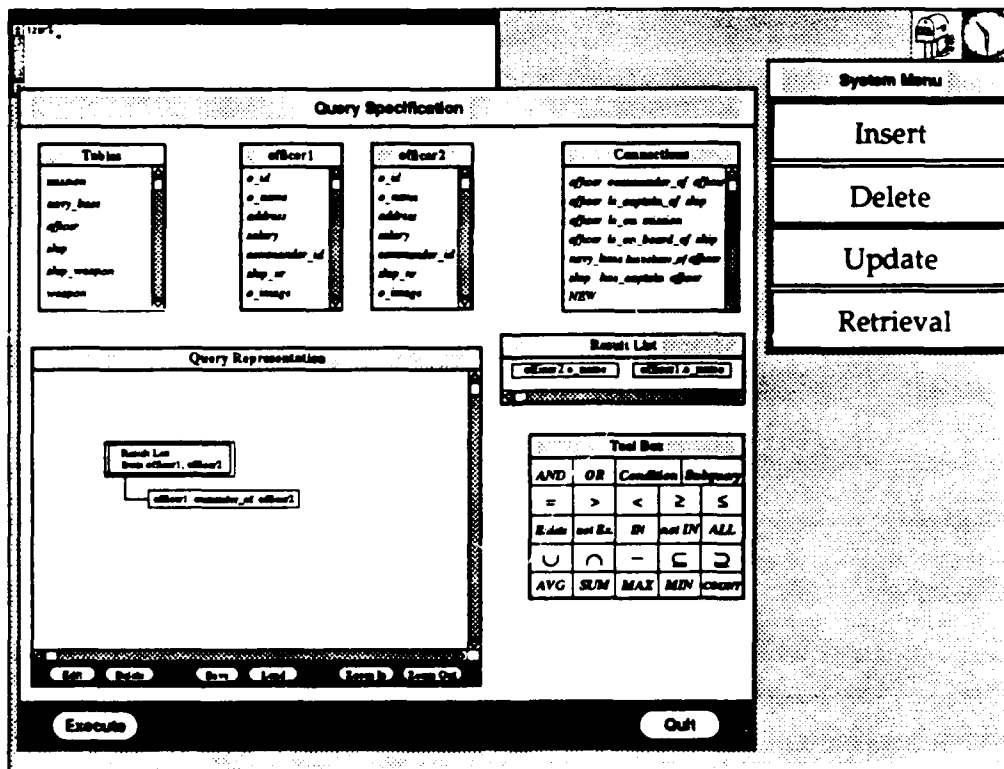 System Menu
Insert
Delete
Update
Retrieval
Query Specification
Tables
mission
navy_base
officer
ship
ship_weapon
weapon
officer1
o_id
o_name
address
salary
commander_id
ship_nr
o_image
officer2
o_id
o_name
address
salary
commander_id
ship_nr
o_image
Connections
officer commander_of officer
officer is_captain_of ship
officer is_on mission
officer is_on_board_of ship
navy_base of officer
ship has_captain officer
NEW
Query Representation
Result List
from officer1, officer2
officer1 commander_of officer2
Result List
officer2.o_name officer1.o_name
Tool Box
AND OR Condition Subquery
= > < ≥ ≤
not Ex. IN not IN ALL
∪ ∩ − ⊆ ⊇
AVG SUM MAX MIN COUNT
Edit Delete Save Load Zoom In Zoom Out
Execute Quit